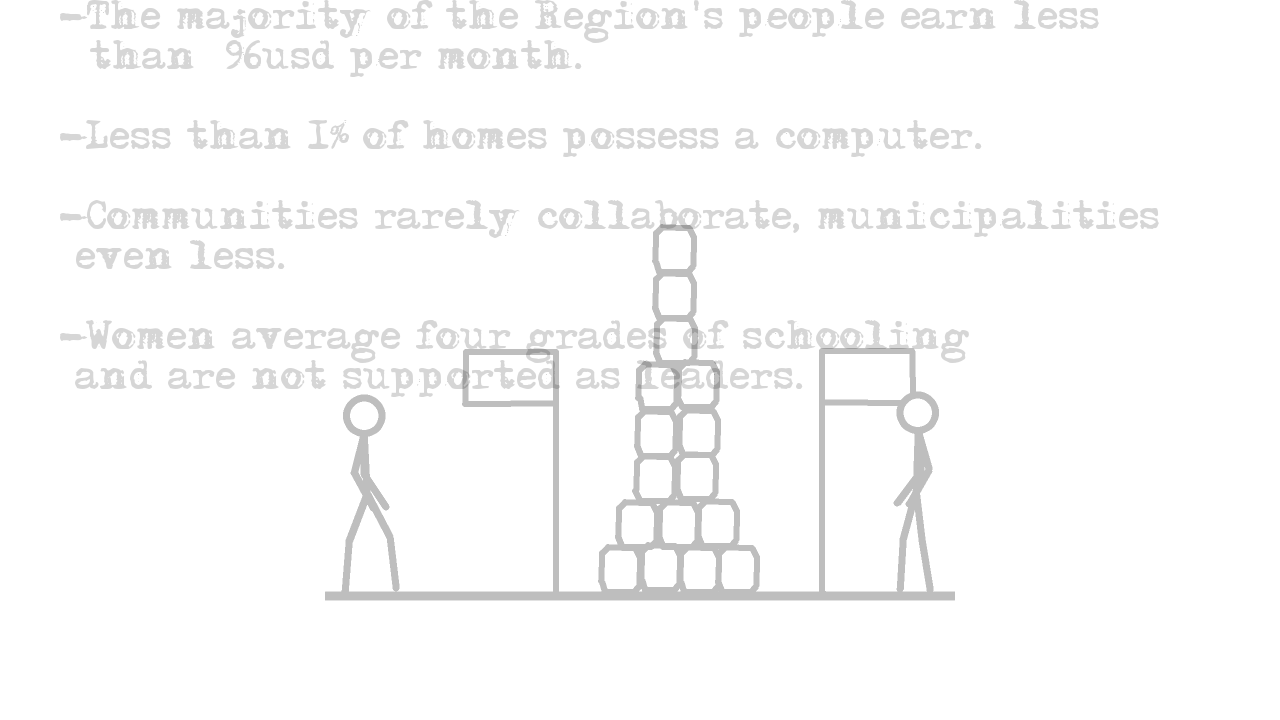 -The majority of the Region's people earn less
than 96usd per month.
-Less than 1% of homes possess a computer.
-Communities rarely collaborate, municipalities
even less.
-Women average four grades of schooling
and are not supported as leaders.